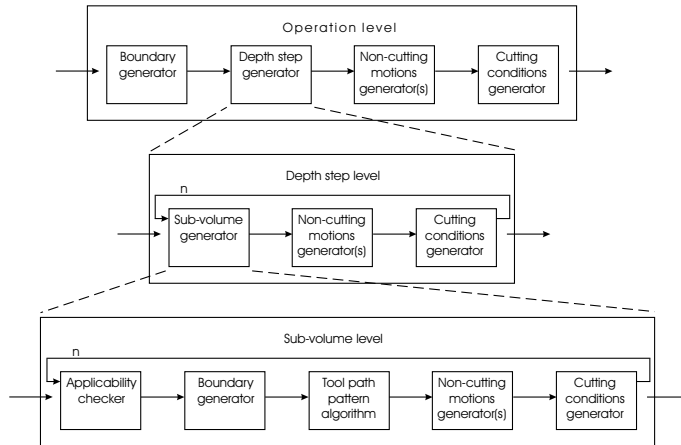 Operation level
Boundary
generator
Depth step
generator
Non-cutting
motions
generator(s)
Cutting
conditions
generator
Depth step level
n
Sub-volume
generator
Non-cutting
motions
generator(s)
Cutting
conditions
generator
Sub-volume level
n
Applicability
checker
Boundary
generator
Tool path
pattern
algorithm
Non-cutting
motions
generator(s)
Cutting
conditions
generator